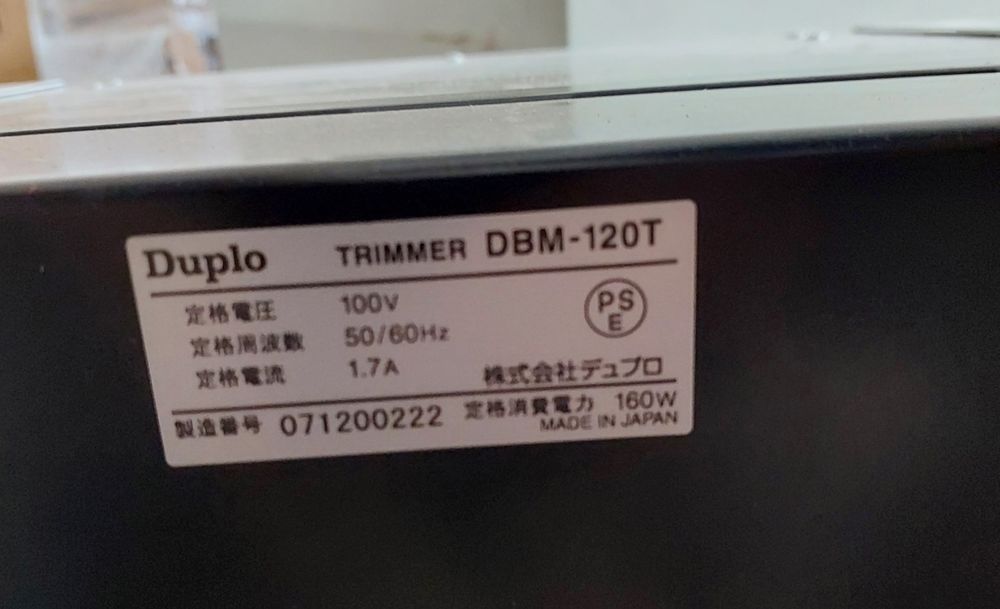 Duplo TRIMMER DBM-120T
定格電圧 100V
定格周波数 50/60Hz
定格電流 1.7A
PS
E
株式会社デュプロ
製造番号 071200222
定格消費電力 160W
MADE IN JAPAN